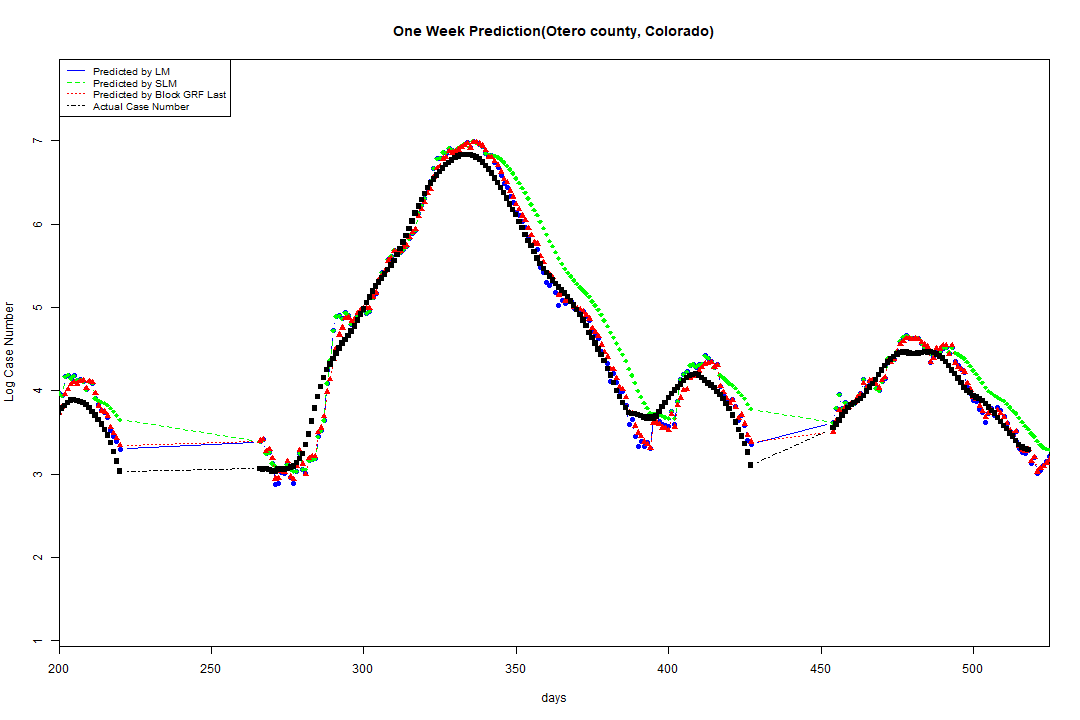 One Week Prediction(Otero county, Colorado)
Predicted by LM
Predicted by SLM
Predicted by Block GRF Last
Actual Case Number
7
6
5
4
3
2
1
Log Case Number
200 250 300 350 400 450 500
days